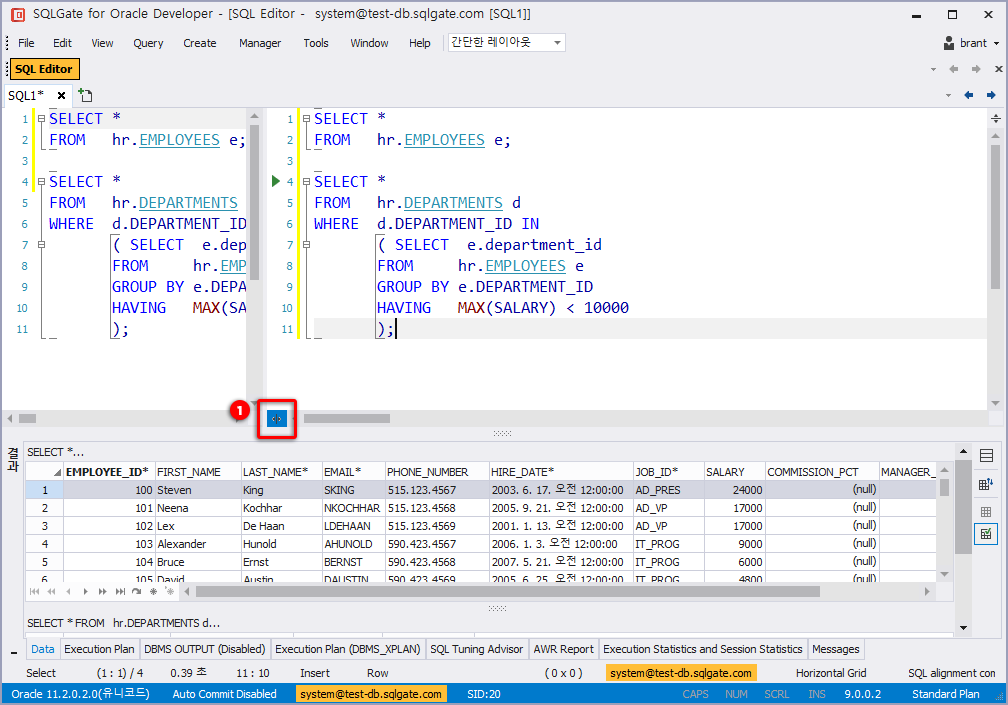 SQLGate for Oracle Developer - [SQL Editor - system@test-db.sqlgate.com [SQL1]]
File Edit View Query Create Manager Tools Window Help 간단한 레이아웃 brant
SQL Editor
SQL1*
1 SELECT *
2 FROM hr.EMPLOYEES e;
3
4 SELECT *
5 FROM hr.DEPARTMENTS
6 WHERE d.DEPARTMENT_ID
7 ( SELECT e.dep
8 FROM hr.EMP
9 GROUP BY e.DEPA
10 HAVING MAX(SA
11 );
1 SELECT *
2 FROM hr.EMPLOYEES e;
3
4 SELECT *
5 FROM hr.DEPARTMENTS d
6 WHERE d.DEPARTMENT_ID IN
7 ( SELECT e.department_id
8 FROM hr.EMPLOYEES e
9 GROUP BY e.DEPARTMENT_ID
10 HAVING MAX(SALARY) < 10000
11 );
1
결과
SELECT *...
EMPLOYEE_ID* FIRST_NAME LAST_NAME* EMAIL* PHONE_NUMBER HIRE_DATE* JOB_ID* SALARY COMMISSION_PCT MANAGER_
1 100 Steven King SKING 515.123.4567 2003. 6. 17. 오전 12:00:00 AD_PRES 24000 (null)
2 101 Neena Kochhar NKOCHHAR 515.123.4568 2005. 9. 21. 오전 12:00:00 AD_VP 17000 (null)
3 102 Lex De Haan LDEHAAN 515.123.4569 2001. 1. 13. 오전 12:00:00 AD_VP 17000 (null)
4 103 Alexander Hunold AHUNOLD 590.423.4567 2006. 1. 3. 오전 12:00:00 IT_PROG 9000 (null)
5 104 Bruce Ernst BERNST 590.423.4568 2007. 5. 21. 오전 12:00:00 IT_PROG 6000 (null)
6 105 David Austin DAUSTIN 590.423.4569 2005. 6. 25. 오전 12:00:00 IT_PROG 4800 (null)
SELECT * FROM hr.DEPARTMENTS d...
Data Execution Plan DBMS OUTPUT (Disabled) Execution Plan (DBMS_XPLAN) SQL Tuning Advisor AWR Report Execution Statistics and Session Statistics Messages
Select (1 : 1) / 4 0.39 초 11 : 10 Insert Row ( 0 x 0 ) system@test-db.sqlgate.com Horizontal Grid SQL alignment con
Oracle 11.2.0.2.0(유니코드) Auto Commit Disabled system@test-db.sqlgate.com SID:20 CAPS NUM SCRL INS 9.0.0.2 Standard Plan